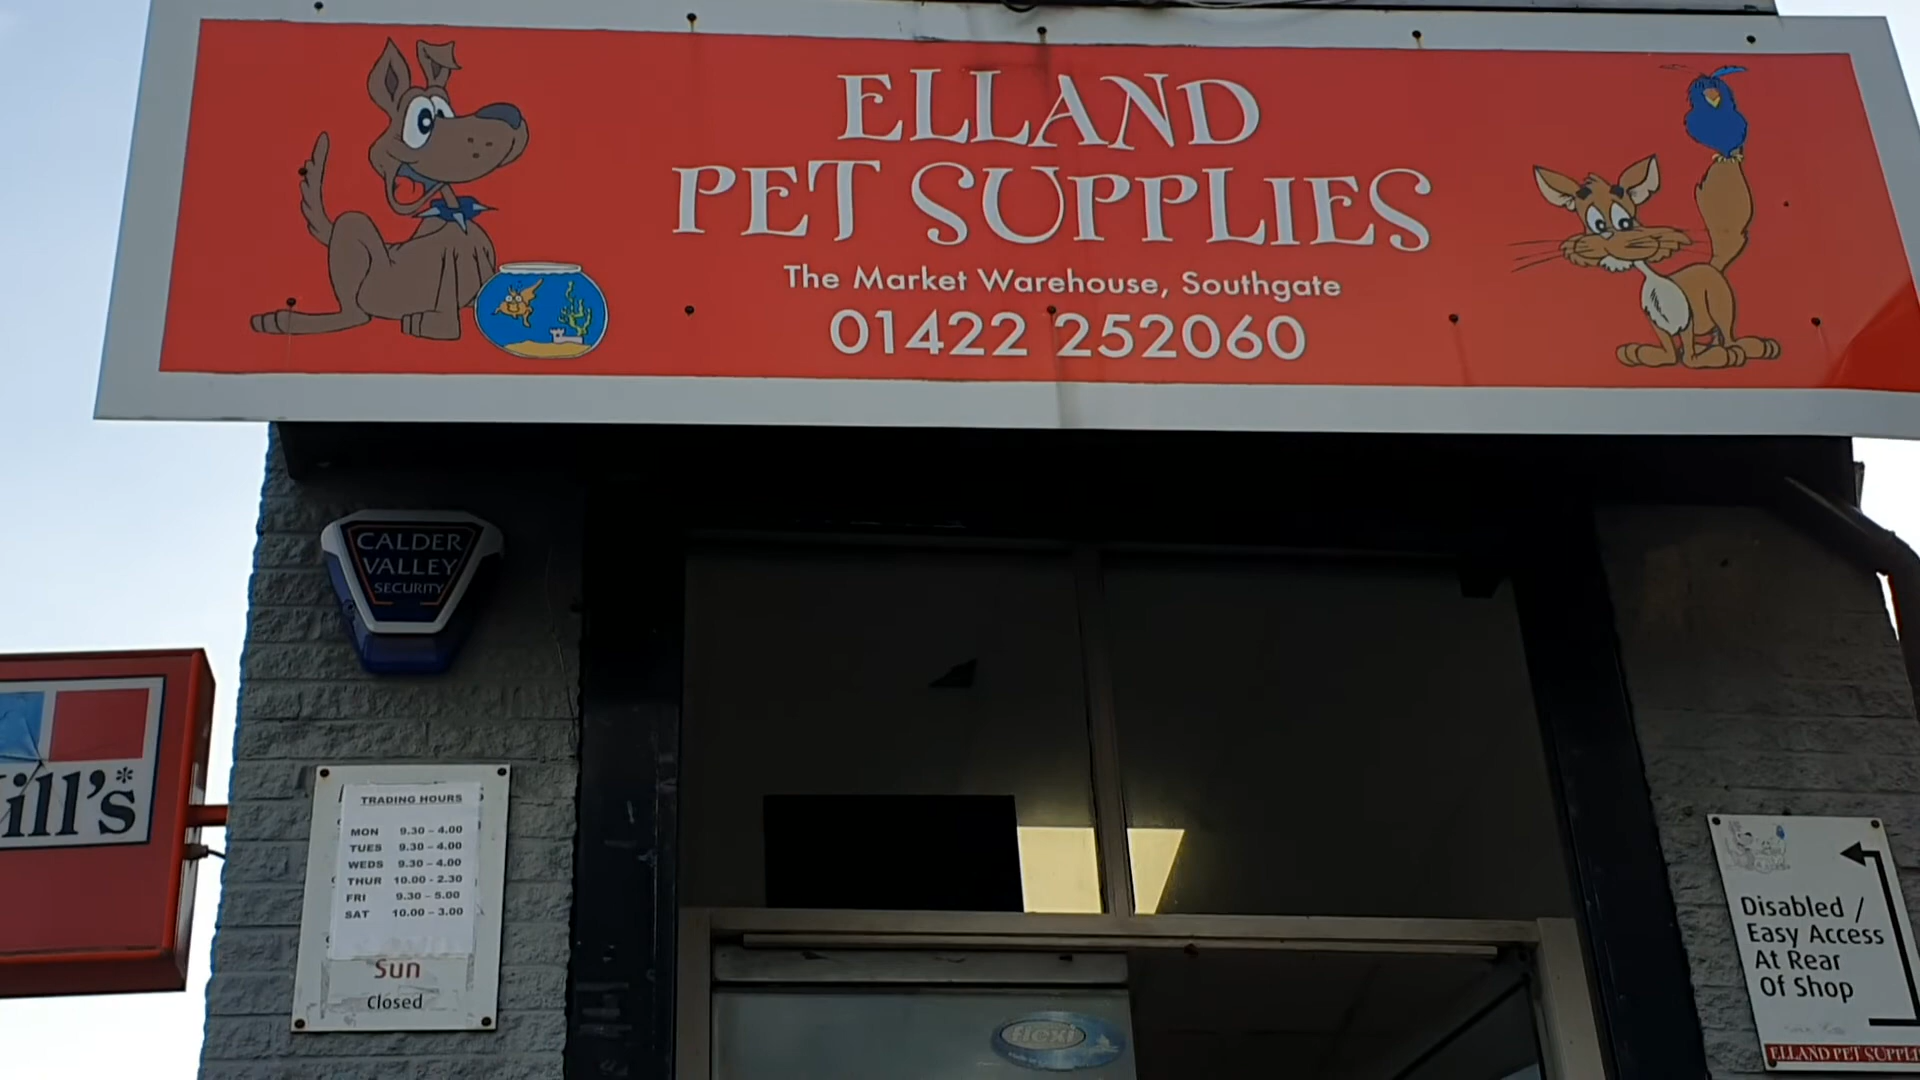 ELLAND
PET SUPPLIES
The Market Warehouse, Southgate
01422 252060
CALDER
VALLEY
SECURITY
ill's*
TRADING HOURS
MON 9.30 – 4.00
TUES 9.30 – 4.00
WEDS 9.30 – 4.00
THUR 10.00 - 2.30
FRI 9.30 – 5.00
SAT 10.00 – 3.00
Sun
Closed
flexi
Disabled /
Easy Access
At Rear
Of Shop
ELLAND PET SUPPLI